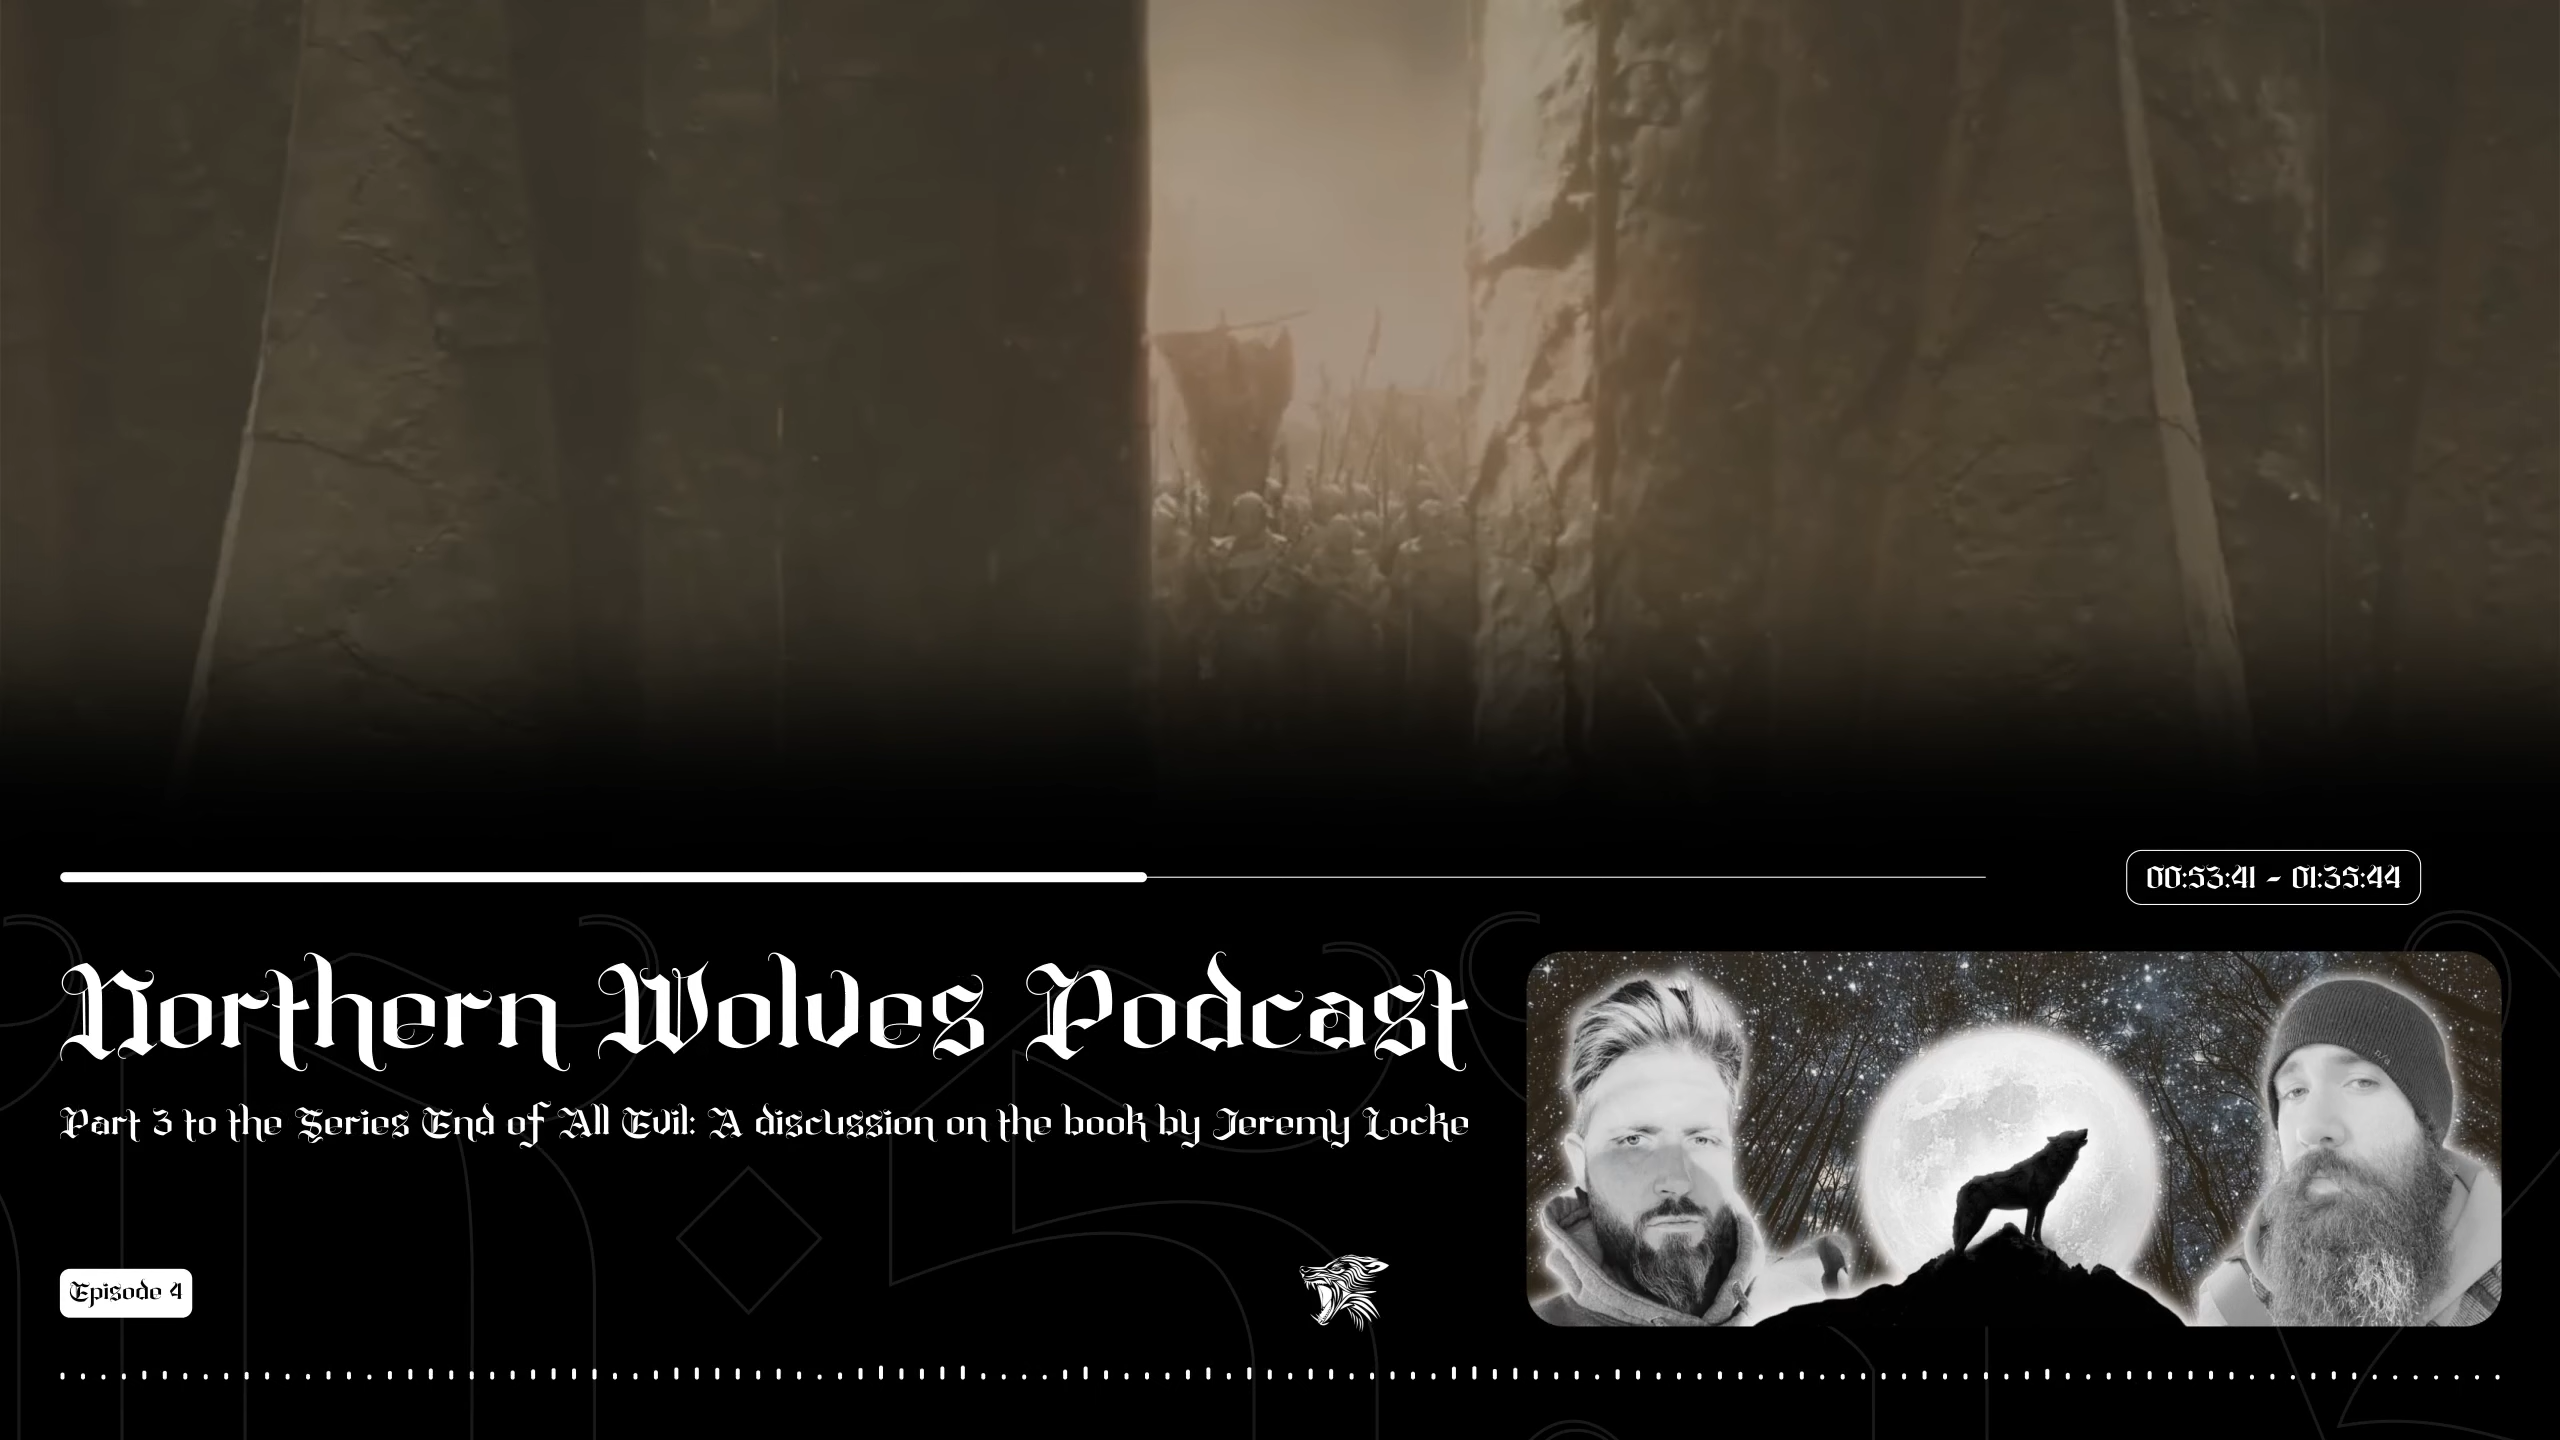 00:53:41 - 01:35:44
Northern Wolves Podcast
Part 3 to the Series End of All Evil: A discussion on the book by Jeremy Locke
Episode 4